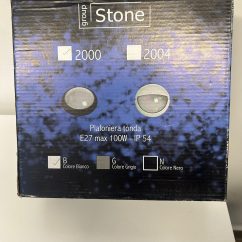 group Stone
2000 2004
Plafoniera tonda
E27 max 100W - IP 54
B G N
Colore Bianco Colore Grigio Colore Nero